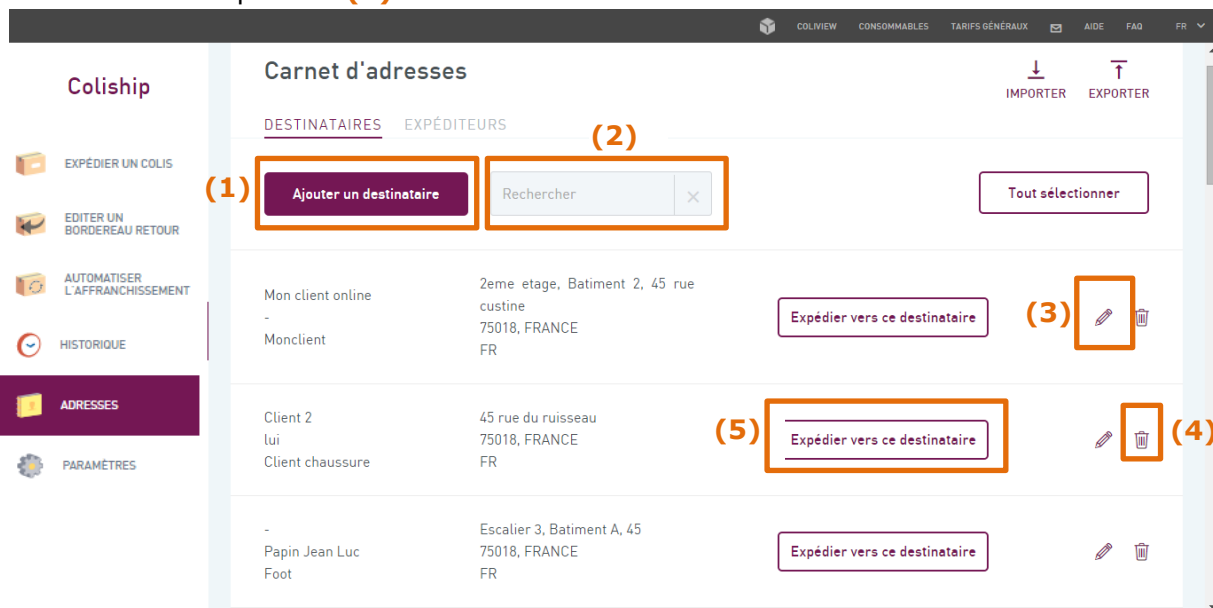 COLIVIEW CONSOMMABLES TARIFS GÉNÉRAUX AIDE FAQ FR
Coliship
Carnet d'adresses
IMPORTER EXPORTER
DESTINATAIRES EXPÉDITEURS
(2)
EXPÉDIER UN COLIS
(1)
Ajouter un destinataire
Rechercher
Tout sélectionner
EDITER UN
BORDEREAU RETOUR
AUTOMATISER
L'AFFRANCHISSEMENT
HISTORIQUE
ADRESSES
PARAMÈTRES
Mon client online
-
Monclient
2eme etage, Batiment 2, 45 rue
custine
75018, FRANCE
FR
Expédier vers ce destinataire
(3)
Client 2
lui
Client chaussure
45 rue du ruisseau
75018, FRANCE
FR
(5)
Expédier vers ce destinataire
(4)
-
Papin Jean Luc
Foot
Escalier 3, Batiment A, 45
75018, FRANCE
FR
Expédier vers ce destinataire